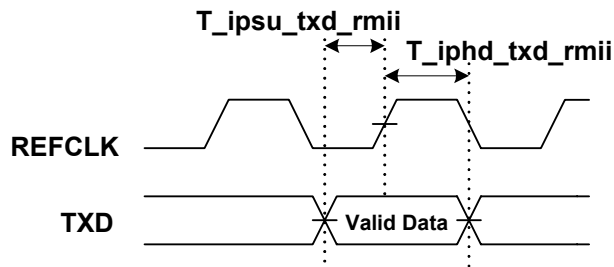 T_ipsu_txd_rmii
T_iphd_txd_rmii
REFCLK
TXD
Valid Data